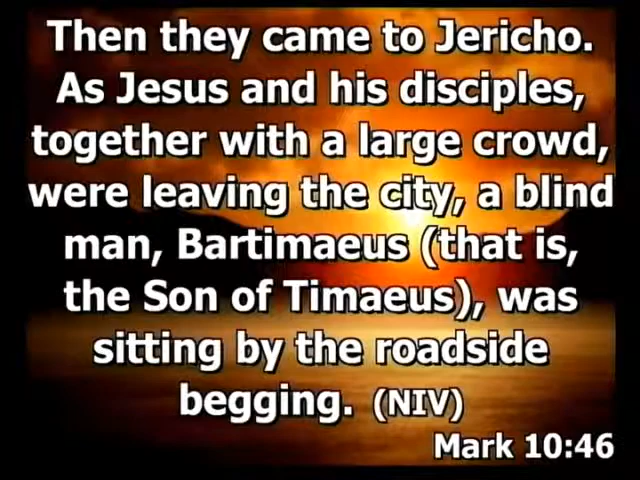 Then they came to Jericho.
As Jesus and his disciples,
together with a large crowd,
were leaving the city, a blind
man, Bartimaeus (that is,
the Son of Timaeus), was
sitting by the roadside
begging. (NIV)
Mark 10:46